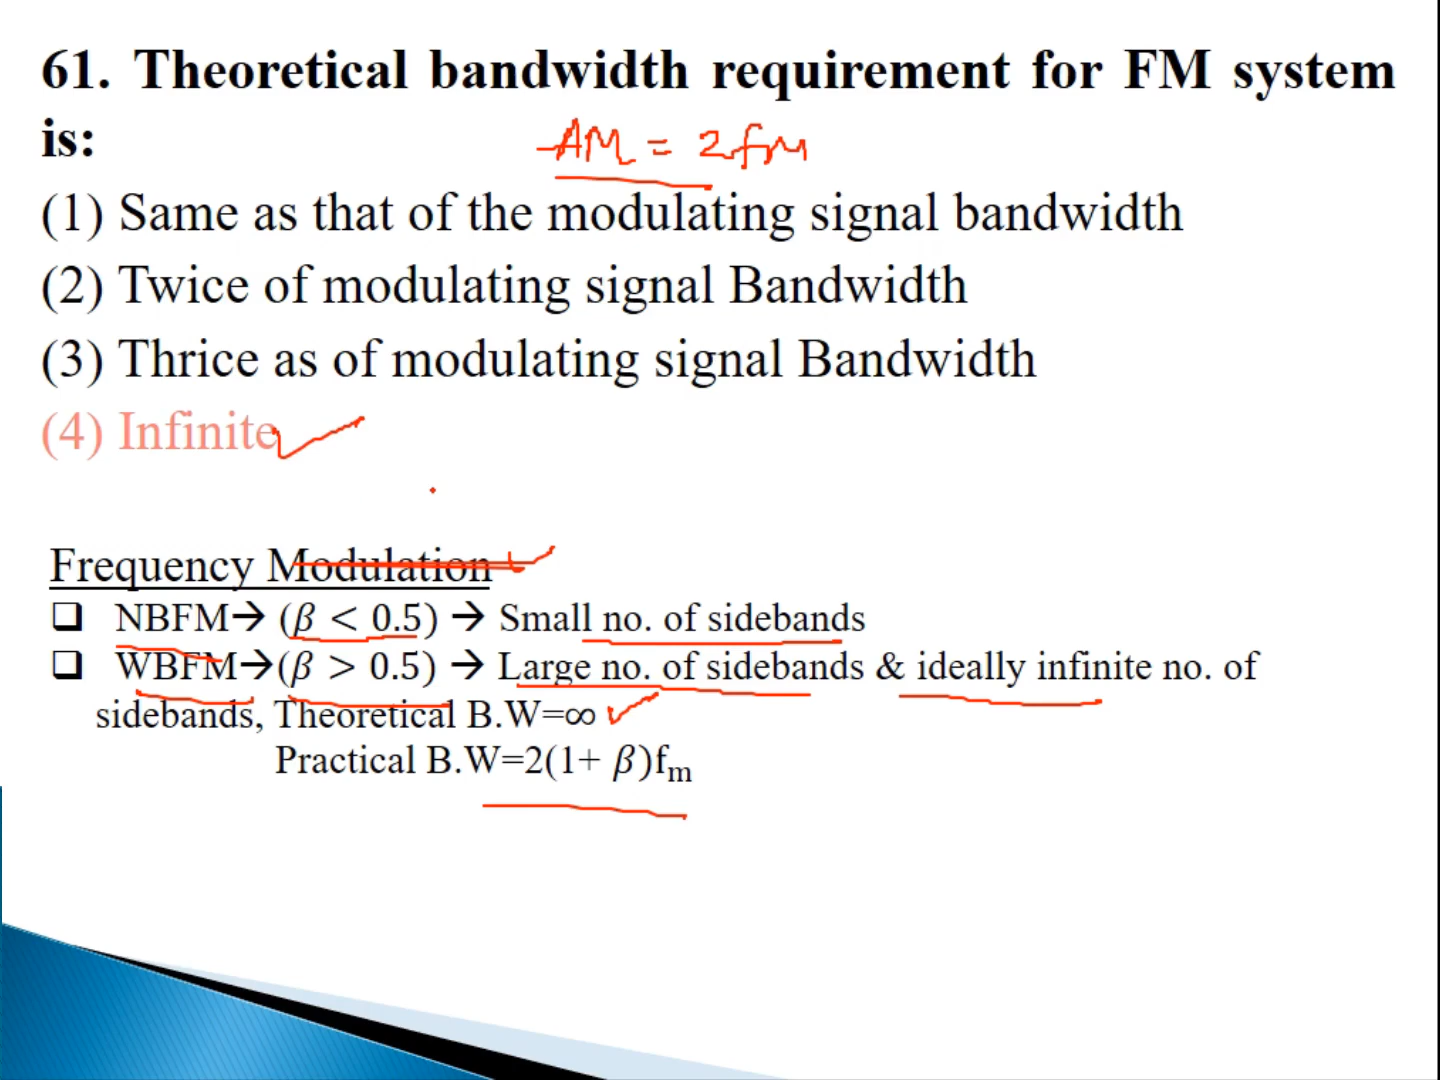 61. Theoretical bandwidth requirement for FM system
is:
AM = 2fm
(1) Same as that of the modulating signal bandwidth
(2) Twice of modulating signal Bandwidth
(3) Thrice as of modulating signal Bandwidth
(4) Infinite
Frequency Modulation
❑ NBFM→ (β < 0.5) → Small no. of sidebands
❑ WBFM→(β > 0.5) → Large no. of sidebands & ideally infinite no. of
sidebands, Theoretical B.W=∞
Practical B.W=2(1+ β)fₘ